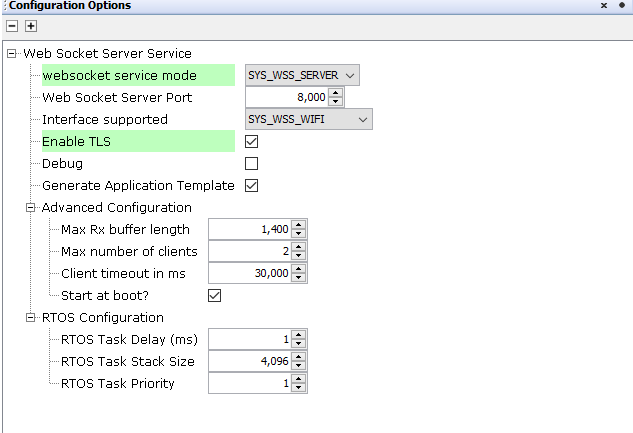 Configuration Options
Web Socket Server Service
websocket service mode SYS_WSS_SERVER
Web Socket Server Port 8,000
Interface supported SYS_WSS_WIFI
Enable TLS
Debug
Generate Application Template
Advanced Configuration
Max Rx buffer length 1,400
Max number of clients 2
Client timeout in ms 30,000
Start at boot?
RTOS Configuration
RTOS Task Delay (ms) 1
RTOS Task Stack Size 4,096
RTOS Task Priority 1